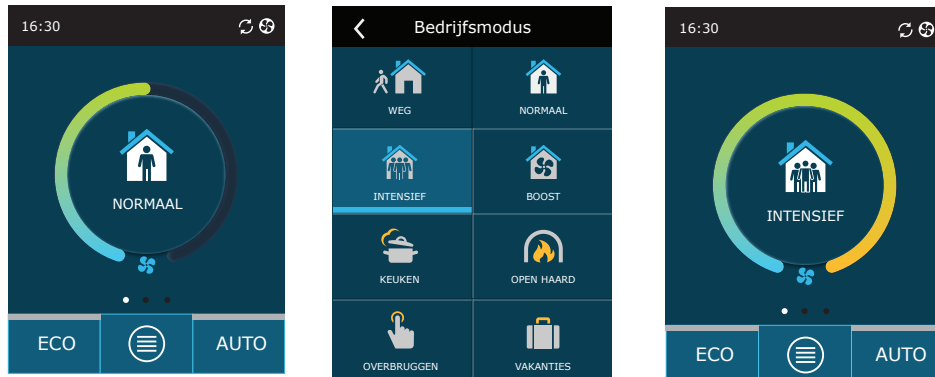 16:30
NORMAAL
ECO
AUTO
Bedrijfsmodus
WEG
NORMAAL
INTENSIEF
BOOST
KEUKEN
OPEN HAARD
OVERBRUGGEN
VAKANTIES
16:30
INTENSIEF
ECO
AUTO